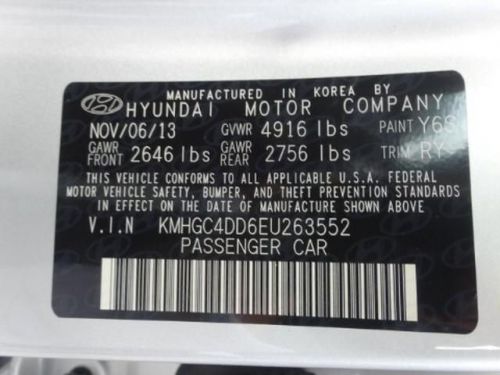 MANUFACTURED IN KOREA BY
HYUNDAI MOTOR COMPANY
NOV/06/13 GVWR 4916 lbs PAINT Y6S
GAWR FRONT 2646 lbs GAWR REAR 2756 lbs TRIM RYS
THIS VEHICLE CONFORMS TO ALL APPLICABLE U.S.A. FEDERAL
MOTOR VEHICLE SAFETY, BUMPER, AND THEFT PREVENTION STANDARDS
IN EFFECT ON THE DATE OF MANUFACTURE SHOWN ABOVE.
V.I.N KMHGC4DD6EU263552
PASSENGER CAR